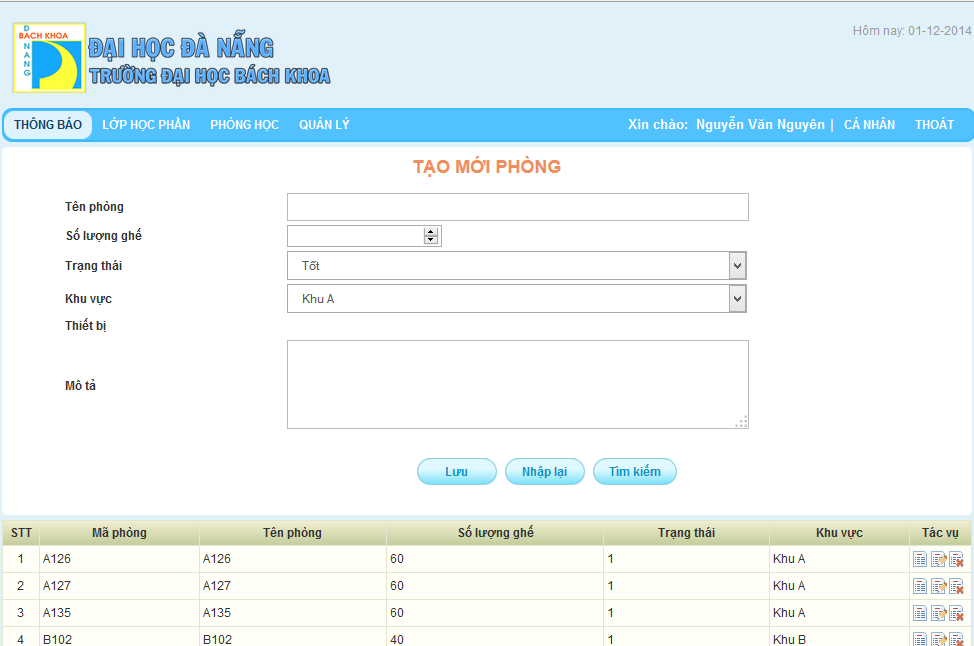 Hôm nay: 01-12-2014
ĐA NANG
BÁCH KHOA
ĐẠI HỌC ĐÀ NẴNG
TRƯỜNG ĐẠI HỌC BÁCH KHOA
THÔNG BÁO LỚP HỌC PHẦN PHÒNG HỌC QUẢN LÝ Xin chào: Nguyễn Văn Nguyên | CÁ NHÂN THOÁT
TẠO MỚI PHÒNG
Tên phòng
Số lượng ghế
Trạng thái Tốt
Khu vực Khu A
Thiết bị
Mô tả
Lưu Nhập lại Tìm kiếm
STT Mã phòng Tên phòng Số lượng ghế Trạng thái Khu vực Tác vụ
1 A126 A126 60 1 Khu A
2 A127 A127 60 1 Khu A
3 A135 A135 60 1 Khu A
4 B102 B102 40 1 Khu B